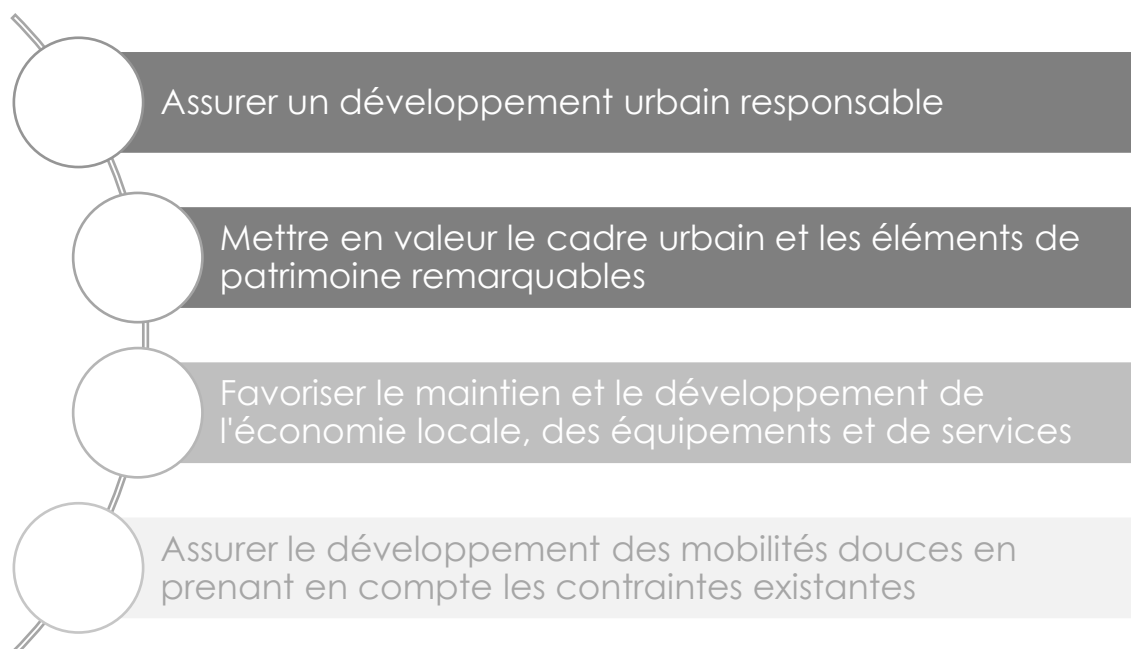 Assurer un développement urbain responsable
Mettre en valeur le cadre urbain et les éléments de
patrimoine remarquables
Favoriser le maintien et le développement de
l'économie locale, des équipements et de services
Assurer le développement des mobilités douces en
prenant en compte les contraintes existantes